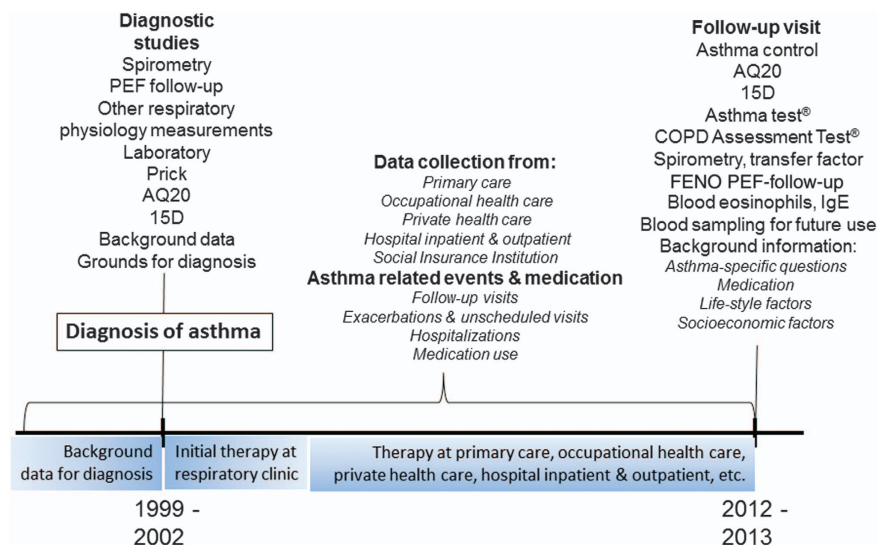 Diagnostic
studies
Spirometry
PEF follow-up
Other respiratory
physiology measurements
Laboratory
Prick
AQ20
15D
Background data
Grounds for diagnosis
Diagnosis of asthma
Data collection from:
Primary care
Occupational health care
Private health care
Hospital inpatient & outpatient
Social Insurance Institution
Asthma related events & medication
Follow-up visits
Exacerbations & unscheduled visits
Hospitalizations
Medication use
Follow-up visit
Asthma control
AQ20
15D
Asthma test®
COPD Assessment Test®
Spirometry, transfer factor
FENO PEF-follow-up
Blood eosinophils, IgE
Blood sampling for future use
Background information:
Asthma-specific questions
Medication
Life-style factors
Socioeconomic factors
Background
data for diagnosis
Initial therapy at
respiratory clinic
Therapy at primary care, occupational health care,
private health care, hospital inpatient & outpatient, etc.
1999 -
2002
2012 -
2013